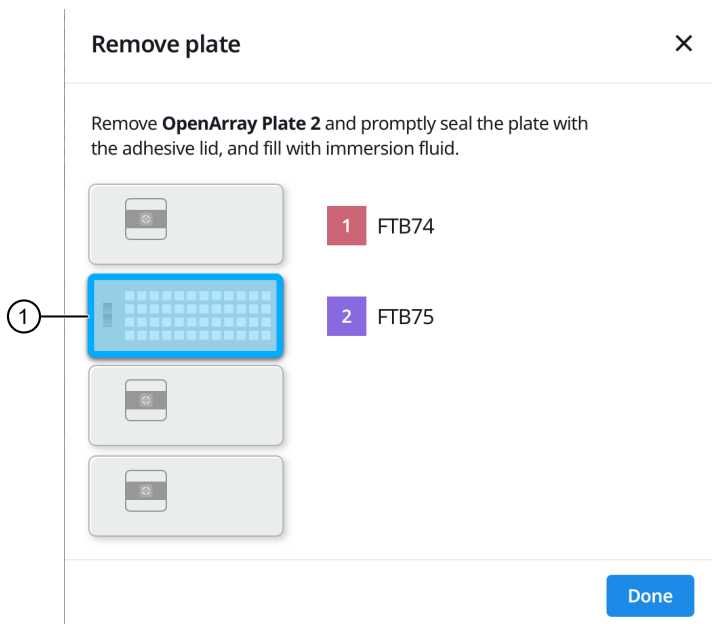 Remove plate
Remove OpenArray Plate 2 and promptly seal the plate with
the adhesive lid, and fill with immersion fluid.
1 FTB74
1
2 FTB75
Done